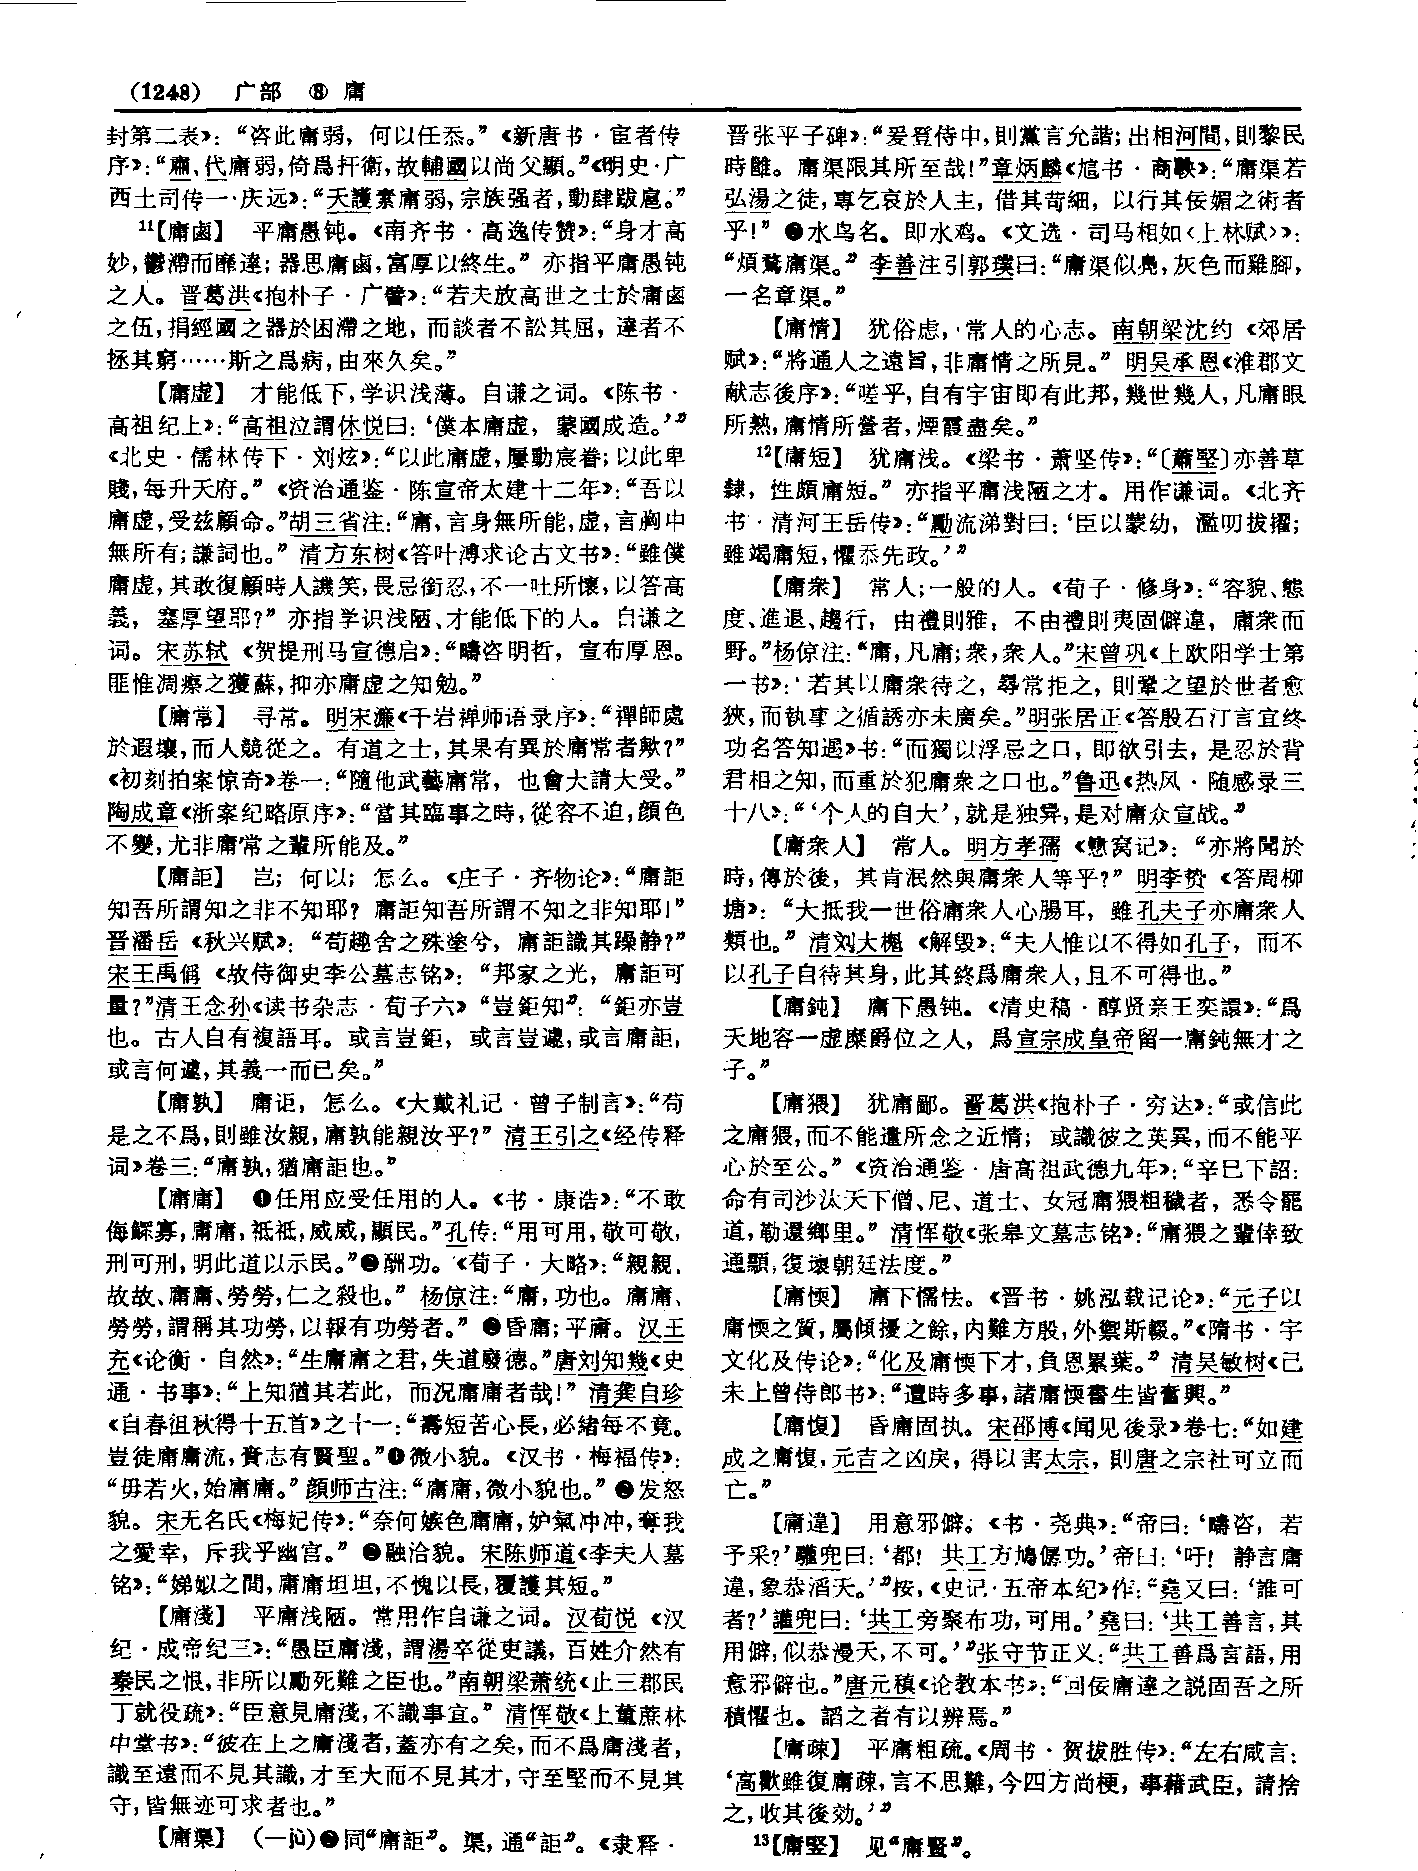 (1248) 广部 ⑧ 庸
封第二表》：“咨此庸弱，何以任忝。”《新唐书·宦者传
序》：“肅、代庸弱，倚爲扞衛，故輔國以尚父顯。”《明史·广
西土司传一·庆远》：“天護素庸弱，宗族强者，動肆跋扈。”
11【庸鹵】 平庸愚钝。《南齐书·高逸传赞》：“身才高
妙，鬱滯而靡達；器思庸鹵，富厚以終生。” 亦指平庸愚钝
之人。晋葛洪《抱朴子·广譬》：“若夫放高世之士於庸鹵
之伍，捐經國之器於困滯之地，而談者不訟其屈，達者不
拯其窮……斯之爲病，由來久矣。”
【庸虚】 才能低下，学识浅薄。自谦之词。《陈书·
高祖纪上》：“高祖泣謂休悦曰：‘僕本庸虚，蒙國成造。’”
《北史·儒林传下·刘炫》：“以此庸虚，屢動宸眷；以此卑
賤，每升天府。”《资治通鉴·陈宣帝太建十二年》：“吾以
庸虚，受兹顧命。”胡三省注：“庸，言身無所能，虚，言胸中
無所有；謙詞也。” 清方东树《答叶溥求论古文书》：“雖僕
庸虚，其敢復顧時人譏笑，畏忌銜忍，不一吐所懷，以答高
義，塞厚望耶？” 亦指学识浅陋、才能低下的人。自谦之
词。宋苏轼《贺提刑马宣德启》：“疇咨明哲，宣布厚恩。
匪惟凋瘵之獲蘇，抑亦庸虚之知勉。”
【庸常】 寻常。明宋濂《千岩禅师语录序》：“禪師處
於遐壤，而人競從之。有道之士，其果有異於庸常者歟？”
《初刻拍案惊奇》卷一：“隨他武藝庸常，也會大請大受。”
陶成章《浙案纪略原序》：“當其臨事之時，從容不迫，顔色
不變，尤非庸常之輩所能及。”
【庸詎】 岂；何以；怎么。《庄子·齐物论》：“庸詎
知吾所謂知之非不知耶？庸詎知吾所謂不知之非知耶！”
晋潘岳《秋兴赋》：“苟趣舍之殊塗兮，庸詎識其躁静？”
宋王禹偁《故侍御史李公墓志铭》：“邦家之光，庸詎可
量？”清王念孙《读书杂志·荀子六》“豈鉅知”：“鉅亦豈
也。古人自有複語耳。或言豈鉅，或言豈遽，或言庸詎，
或言何遽，其義一而已矣。”
【庸孰】 庸讵，怎么。《大戴礼记·曾子制言》：“苟
是之不爲，則雖汝親，庸孰能親汝乎？” 清王引之《经传释
词》卷三：“庸孰，猶庸詎也。”
【庸庸】 ❶任用应受任用的人。《书·康诰》：“不敢
侮鰥寡，庸庸，祗祗，威威，顯民。”孔传：“用可用，敬可敬，
刑可刑，明此道以示民。”❷酬功。《荀子·大略》：“親親、
故故、庸庸、勞勞，仁之殺也。” 杨倞注：“庸，功也。庸庸、
勞勞，謂稱其功勞，以報有功勞者。” ❸昏庸；平庸。汉王
充《论衡·自然》：“生庸庸之君，失道廢德。”唐刘知幾《史
通·书事》：“上知猶其若此，而况庸庸者哉！” 清龚自珍
《自春徂秋得十五首》之十一：“壽短苦心長，心緒每不竟。
豈徒庸庸流，賫志有賢聖。”❹微小貌。《汉书·梅福传》：
“毋若火，始庸庸。”顔师古注：“庸庸，微小貌也。” ❺发怒
貌。宋无名氏《梅妃传》：“奈何嫉色庸庸，妒氣冲冲，奪我
之愛幸，斥我乎幽宫。” ❻融洽貌。宋陈师道《李夫人墓
铭》：“娣姒之間，庸庸坦坦，不愧以長，覆護其短。”
【庸淺】 平庸浅陋。常用作自谦之词。汉荀悦《汉
纪·成帝纪三》：“愚臣庸淺，謂湯卒從吏議，百姓介然有
秦民之恨，非所以勵死難之臣也。”南朝梁萧统《止三郡民
丁就役疏》：“臣意見庸淺，不識事宜。” 清恽敬《上董蔗林
中堂书》：“彼在上之庸淺者，蓋亦有之矣，而不爲庸淺者，
識至遠而不見其識，才至大而不見其才，守至堅而不見其
守，皆無迹可求者也。”
【庸渠】 (—jù)❶同“庸詎”。渠，通“詎”。《隶释·
晋张平子碑》：“爰登侍中，則黨言允諧；出相河間，則黎民
時雝。庸渠限其所至哉！”章炳麟《訄书·商鞅》：“庸渠若
弘湯之徒，專乞哀於人主，借其苛細，以行其佞媚之術者
乎！” ❷水鸟名。即水鸡。《文选·司马相如〈上林赋〉》：
“煩鶩庸渠。” 李善注引郭璞曰：“庸渠似鳧，灰色而雞脚，
一名章渠。”
【庸情】 犹俗虑，常人的心志。南朝梁沈约《郊居
赋》：“將通人之遠旨，非庸情之所見。” 明吴承恩《淮郡文
献志後序》：“嗟乎，自有宇宙即有此邦，幾世幾人，凡庸眼
所熟，庸情所營者，煙霞盡矣。”
12【庸短】 犹庸浅。《梁书·萧坚传》：“〔蕭堅〕亦善草
隸，性頗庸短。” 亦指平庸浅陋之才。用作谦词。《北齐
书·清河王岳传》：“勱流涕對曰：‘臣以蒙幼，濫叨拔擢；
雖竭庸短，懼忝先政。’”
【庸衆】 常人；一般的人。《荀子·修身》：“容貌、態
度、進退、趨行，由禮則雅，不由禮則夷固僻違，庸衆而
野。”杨倞注：“庸，凡庸；衆，衆人。”宋曾巩《上欧阳学士第
一书》：‘若其以庸衆待之，尋常拒之，則鞏之望於世者愈
狹，而執事之循誘亦未廣矣。”明张居正《答殷石汀言宜终
功名答知遇》书：“而獨以浮忌之口，即欲引去，是忍於背
君相之知，而重於犯庸衆之口也。”鲁迅《热风·随感录三
十八》：“‘个人的自大’，就是独异，是对庸众宣战。”
【庸衆人】 常人。明方孝孺《戆窝记》：“亦將聞於
時，傳於後，其肯泯然與庸衆人等乎？” 明李贽《答周柳
塘》：“大抵我一世俗庸衆人心腸耳，雖孔夫子亦庸衆人
類也。” 清刘大櫆《解毁》：“夫人惟以不得如孔子，而不
以孔子自待其身，此其終爲庸衆人，且不可得也。”
【庸鈍】 庸下愚钝。《清史稿·醇贤亲王奕譞》：“爲
天地容一虚糜爵位之人，爲宣宗成皇帝留一庸鈍無才之
子。”
【庸猥】 犹庸鄙。晋葛洪《抱朴子·穷达》：“或信此
之庸猥，而不能遣所念之近情；或識彼之英異，而不能平
心於至公。”《资治通鉴·唐高祖武德九年》：“辛巳下詔：
命有司沙汰天下僧、尼、道士、女冠庸猥粗穢者，悉令罷
道，勒還鄉里。” 清恽敬《张皋文墓志铭》：“庸猥之輩倖致
通顯，復壞朝廷法度。”
【庸愞】 庸下懦怯。《晋书·姚泓载记论》：“元子以
庸愞之質，屬傾擾之餘，内難方殷，外禦斯輟。”《隋书·宇
文化及传论》：“化及庸愞下才，負恩累葉。” 清吴敏树《己
未上曾侍郎书》：“遭時多事，諸庸愞書生皆奮興。”
【庸愎】 昏庸固执。宋邵博《闻见後录》卷七：“如建
成之庸愎，元吉之凶戾，得以害太宗，則唐之宗社可立而
亡。”
【庸違】 用意邪僻。《书·尧典》：“帝曰：‘疇咨，若
予采？’驩兜曰：‘都！共工方鳩僝功。’帝曰：‘吁！静言庸
違，象恭滔天。’”按，《史记·五帝本纪》作：“堯又曰：‘誰可
者？’讙兜曰：‘共工旁聚布功，可用。’堯曰：‘共工善言，其
用僻，似恭漫天，不可。’”张守节正义：“共工善爲言語，用
意邪僻也。”唐元稹《论教本书》：“回佞庸違之説固吾之所
積懼也。諂之者有以辨焉。”
【庸疎】 平庸粗疏。《周书·贺拔胜传》：“左右咸言：
‘高歡雖復庸疎，言不思難，今四方尚梗，事藉武臣，請捨
之，收其後効。’”
13【庸竪】 见“庸豎”。